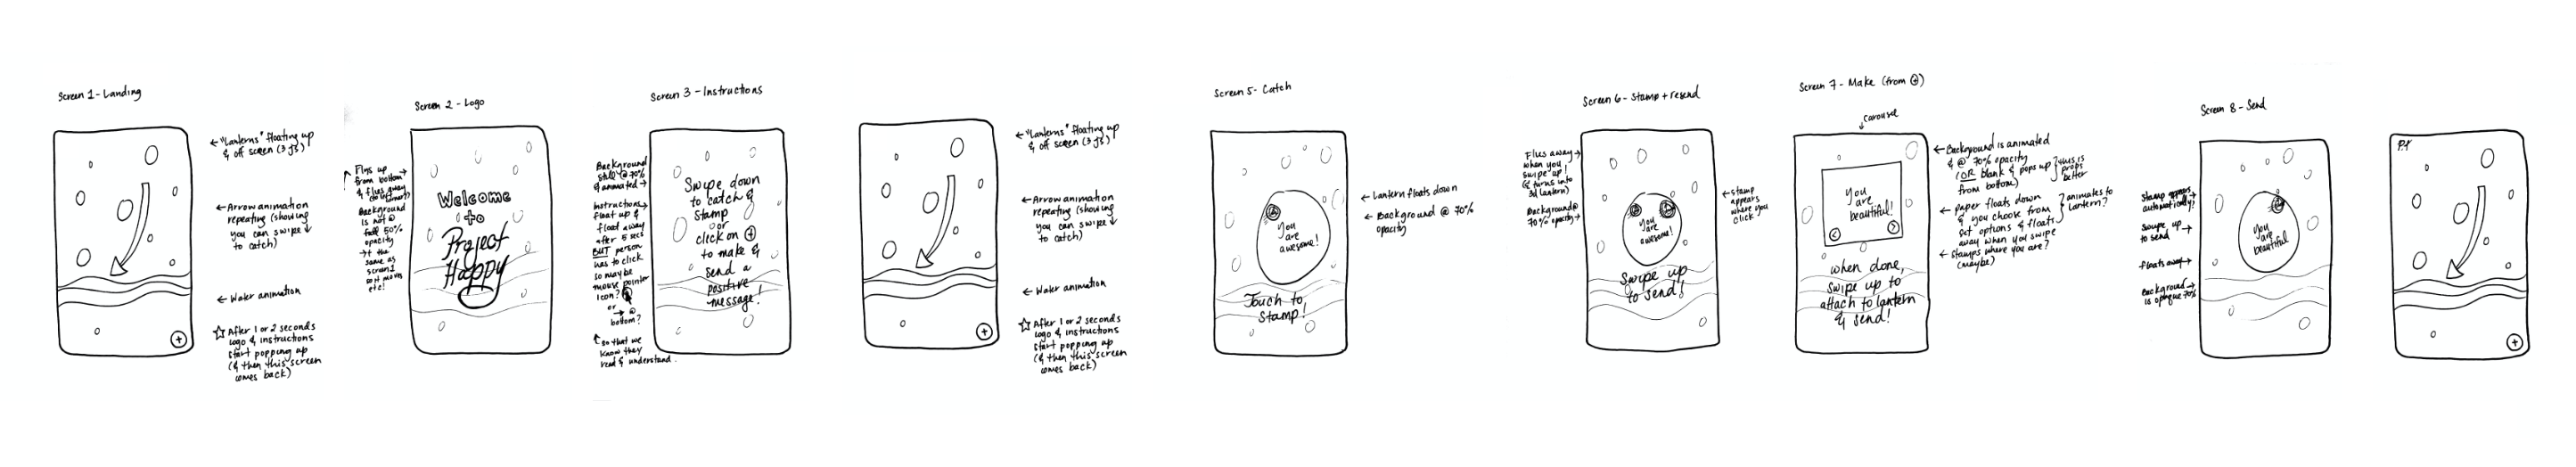 Screen 1 - Landing
← "Lanterns" floating up
& off screen (3 js)
← Arrow animation
repeating (showing
you can swipe ↓
to catch)
← Water animation
☆ After 1 or 2 seconds
logo & instructions
start popping up
(& then this screen
comes back)
Screen 2 - Logo
Flys up
from bottom
& flies away
Background
is not @
50%
opacity
→ & the
same as
screen 1
etc!
Welcome
to
Project
Happy
Screen 3 - Instructions
Background
still @ 70%
& animated →
instructions →
float up &
float away
after 5 secs
BUT person
has to click
so maybe
mouse pointer
icon?
or
→ @
bottom?
↑ so that we
know they
read & understand.
Swipe down
to catch &
stamp
or
click on ⊕
to make &
send a
positive
message!
← "Lanterns" floating up
& off screen (3 js)
← Arrow animation
repeating (showing
you can swipe ↓
to catch)
← Water animation
☆ After 1 or 2 seconds
logo & instructions
start popping up
(& then this screen
comes back)
Screen 5 - Catch
you
are
awesome!
Touch to
Stamp!
← Lantern floats down
← Background @ 70%
opacity
Screen 6 - Stamp + resend
Flies away →
when you
swipe up!
(& turns into
3d lantern)
Background @
70% opacity →
you
are
awesome!
Swipe up
to send!
← stamp
appears
where you
click
Screen 7 - Make (from ⊕)
carousel
you
are
beautiful!
when done,
swipe up to
attach to lantern
& send!
← Background is animated
& @ 70% opacity
(OR blank & pops up
from bottom)
this is
props
better
← paper floats down
& you choose from
set options & floats
away when you swipe
animates to
lantern?
← stamps where you are?
(maybe)
Screen 8 - Send
Stamp appears
automatically?
Swipe up
to send →
floats away →
Background →
is opaque 70%
you
are
beautiful